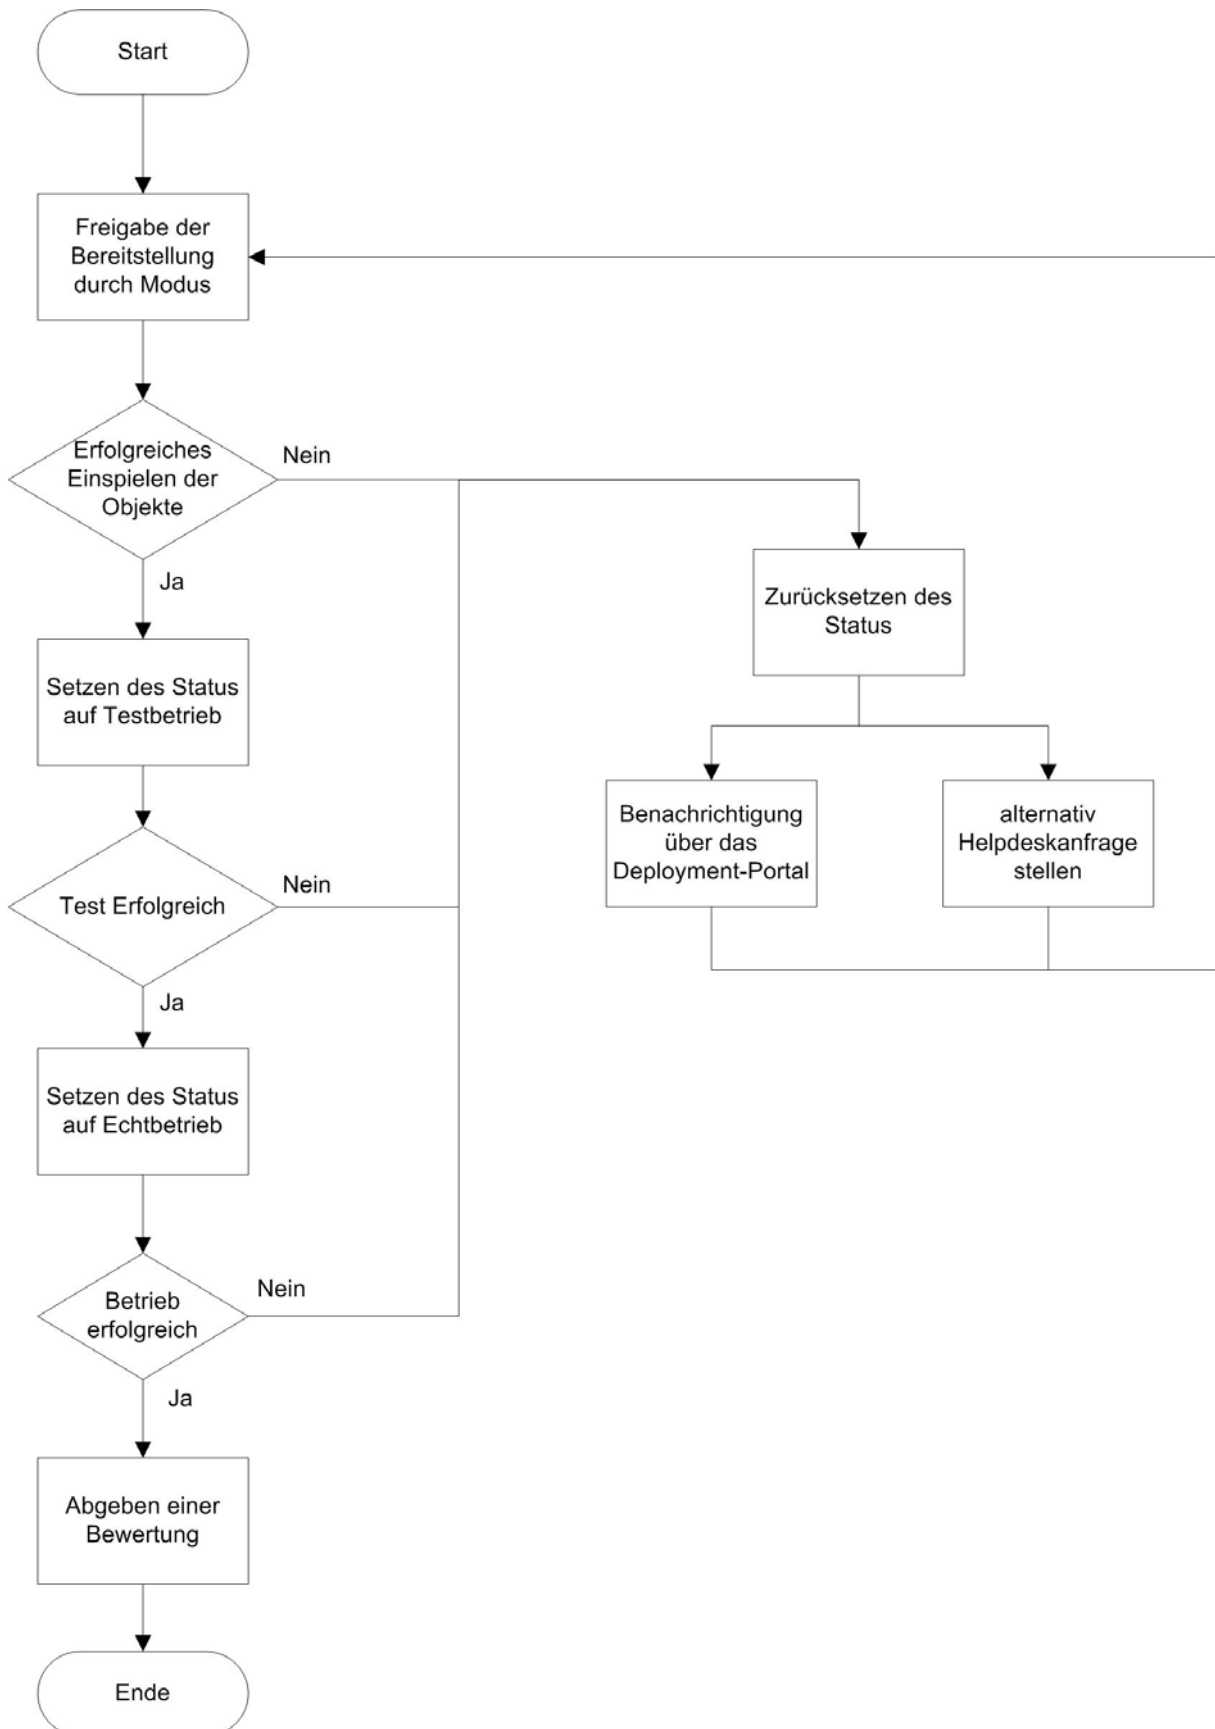 Start
Freigabe der
Bereitstellung
durch Modus
Erfolgreiches
Einspielen der
Objekte
Nein
Ja
Zurücksetzen des
Status
Setzen des Status
auf Testbetrieb
Benachrichtigung
über das
Deployment-Portal
alternativ
Helpdeskanfrage
stellen
Test Erfolgreich
Nein
Ja
Setzen des Status
auf Echtbetrieb
Betrieb
erfolgreich
Nein
Ja
Abgeben einer
Bewertung
Ende